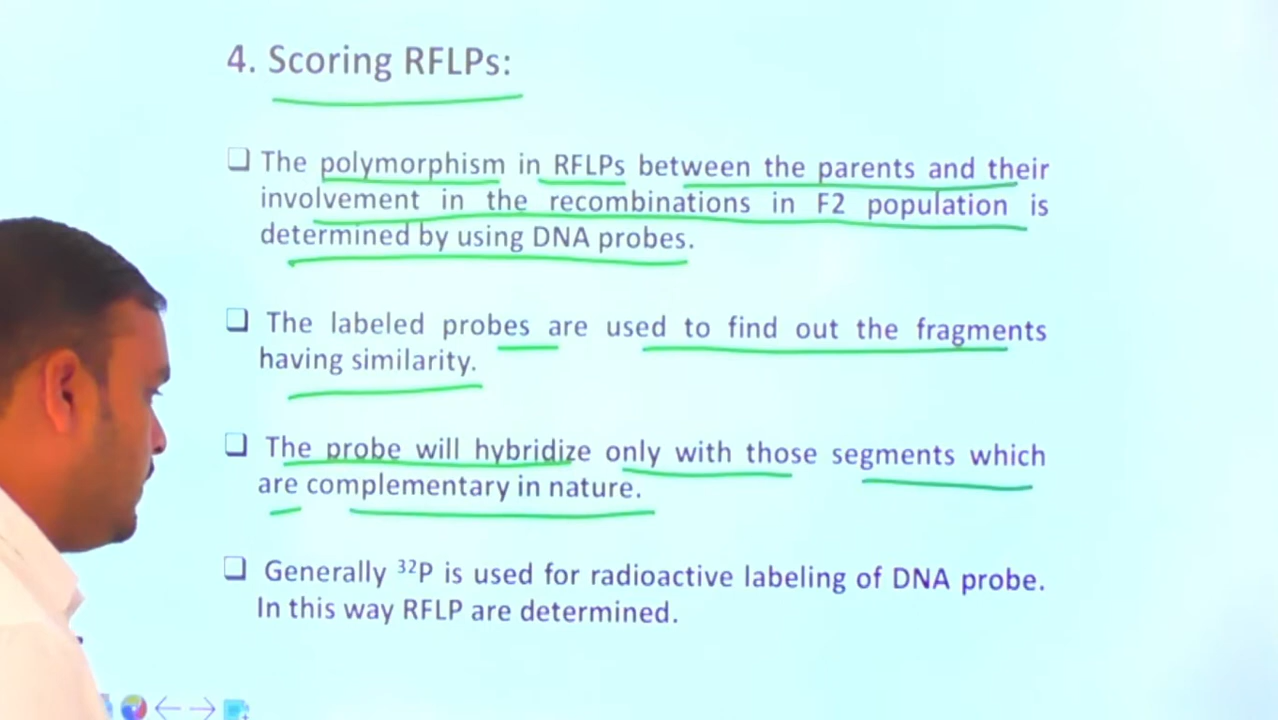 4. Scoring RFLPs:
❑ The polymorphism in RFLPs between the parents and their
involvement in the recombinations in F2 population is
determined by using DNA probes.
❑ The labeled probes are used to find out the fragments
having similarity.
❑ The probe will hybridize only with those segments which
are complementary in nature.
❑ Generally ³²P is used for radioactive labeling of DNA probe.
In this way RFLP are determined.